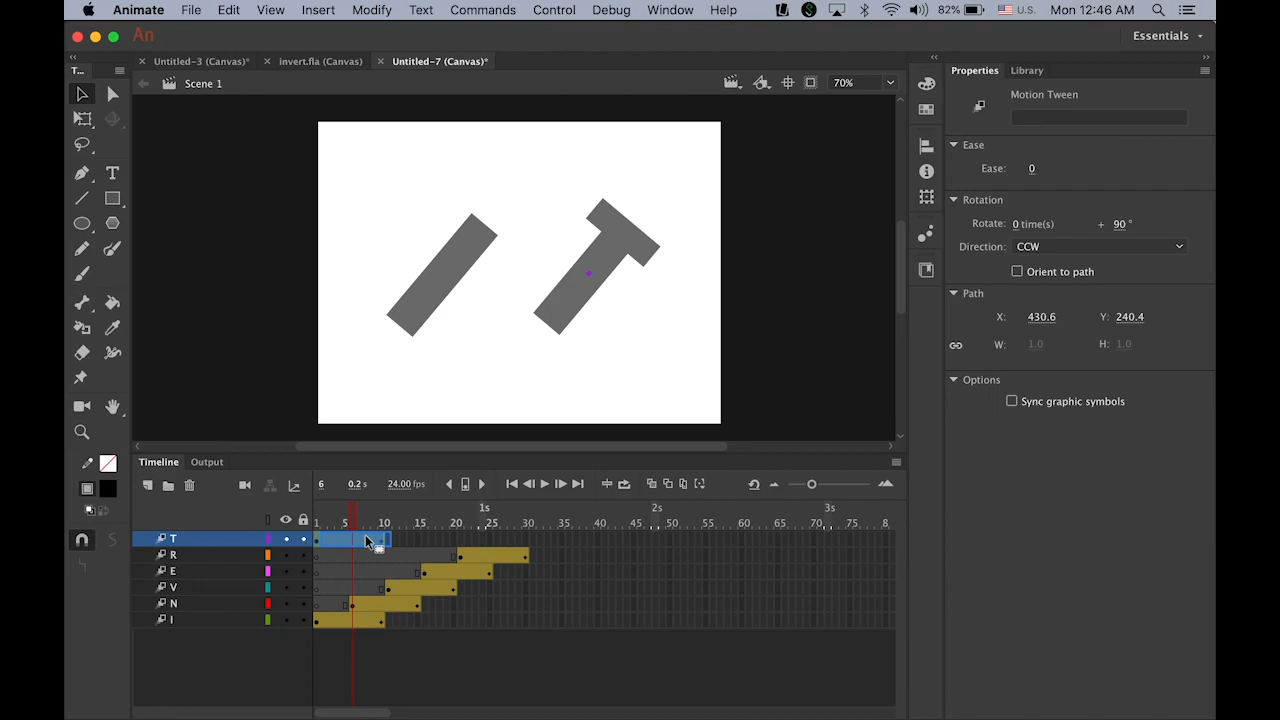 Animate File Edit View Insert Modify Text Commands Control Debug Window Help 82% U.S. Mon 12:46 AM
An Essentials
Untitled-3 (Canvas)* invert.fla (Canvas) Untitled-7 (Canvas)*
T... Properties Library
Scene 1 70%
Motion Tween
Ease
Ease: 0
Rotation
Rotate: 0 time(s) + 90 °
Direction: CCW
Orient to path
Path
X: 430.6 Y: 240.4
W: 1.0 H: 1.0
Options
Sync graphic symbols
Timeline Output
6 0.2 s 24.00 fps
1s 2s 3s
1 5 10 15 20 25 30 35 40 45 50 55 60 65 70 75 8
T
R
E
V
N
I